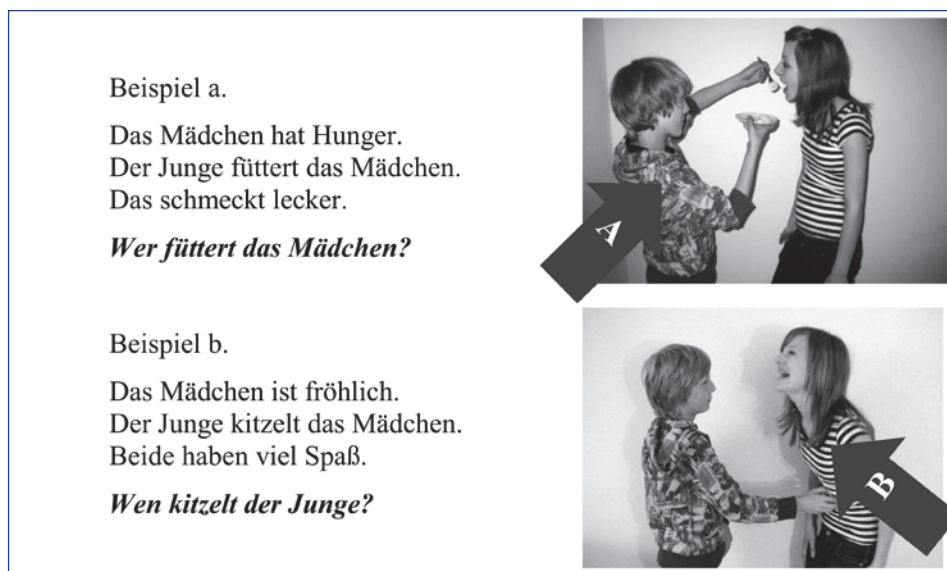 Beispiel a.
Das Mädchen hat Hunger.
Der Junge füttert das Mädchen.
Das schmeckt lecker.
Wer füttert das Mädchen?
A
Beispiel b.
Das Mädchen ist fröhlich.
Der Junge kitzelt das Mädchen.
Beide haben viel Spaß.
Wen kitzelt der Junge?
B